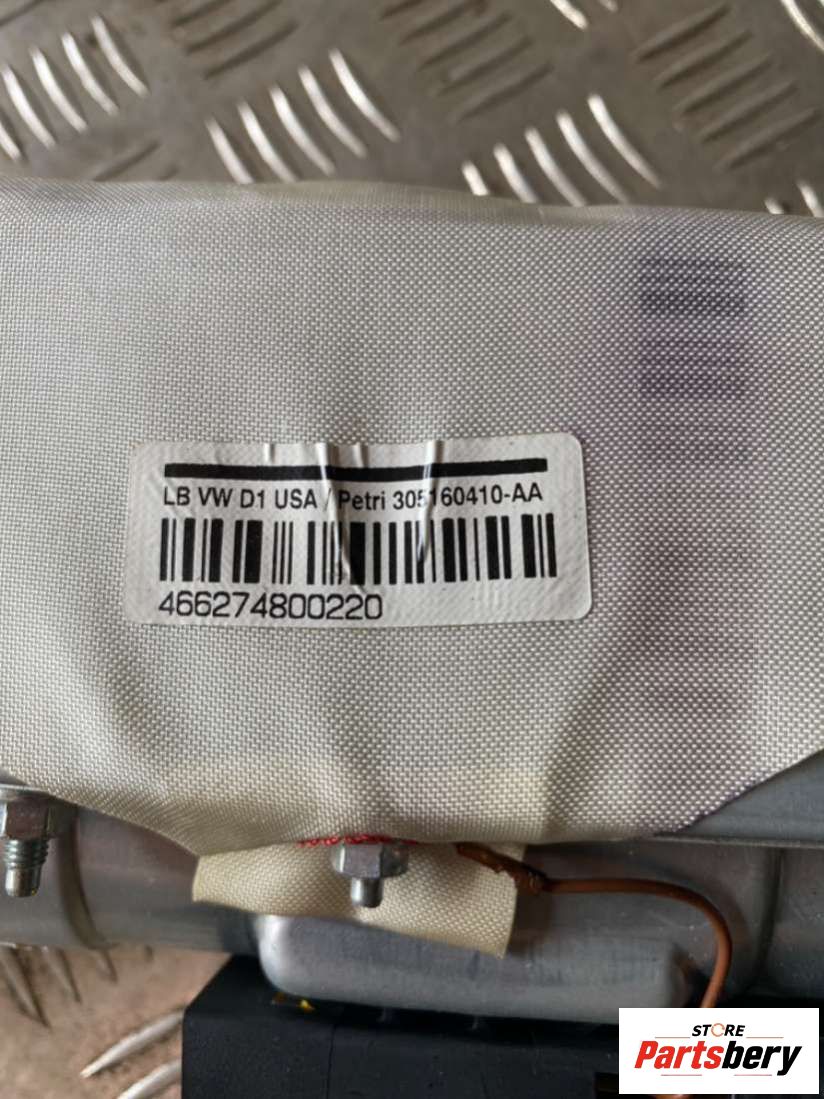 LB VW D1 USA / Petri 305160410-AA
466274800220
STORE
Partsbery